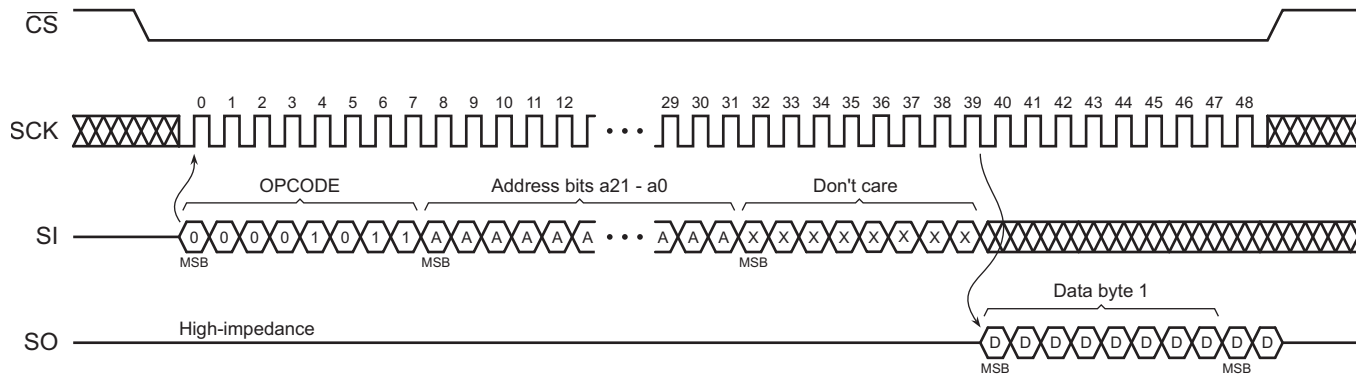 CS
0 1 2 3 4 5 6 7 8 9 10 11 12 29 30 31 32 33 34 35 36 37 38 39 40 41 42 43 44 45 46 47 48
SCK
OPCODE Address bits a21 - a0 Don't care
SI 0 0 0 0 1 0 1 1 A A A A A A A A A X X X X X X X X
MSB MSB MSB
Data byte 1
High-impedance
SO D D D D D D D D D D
MSB MSB